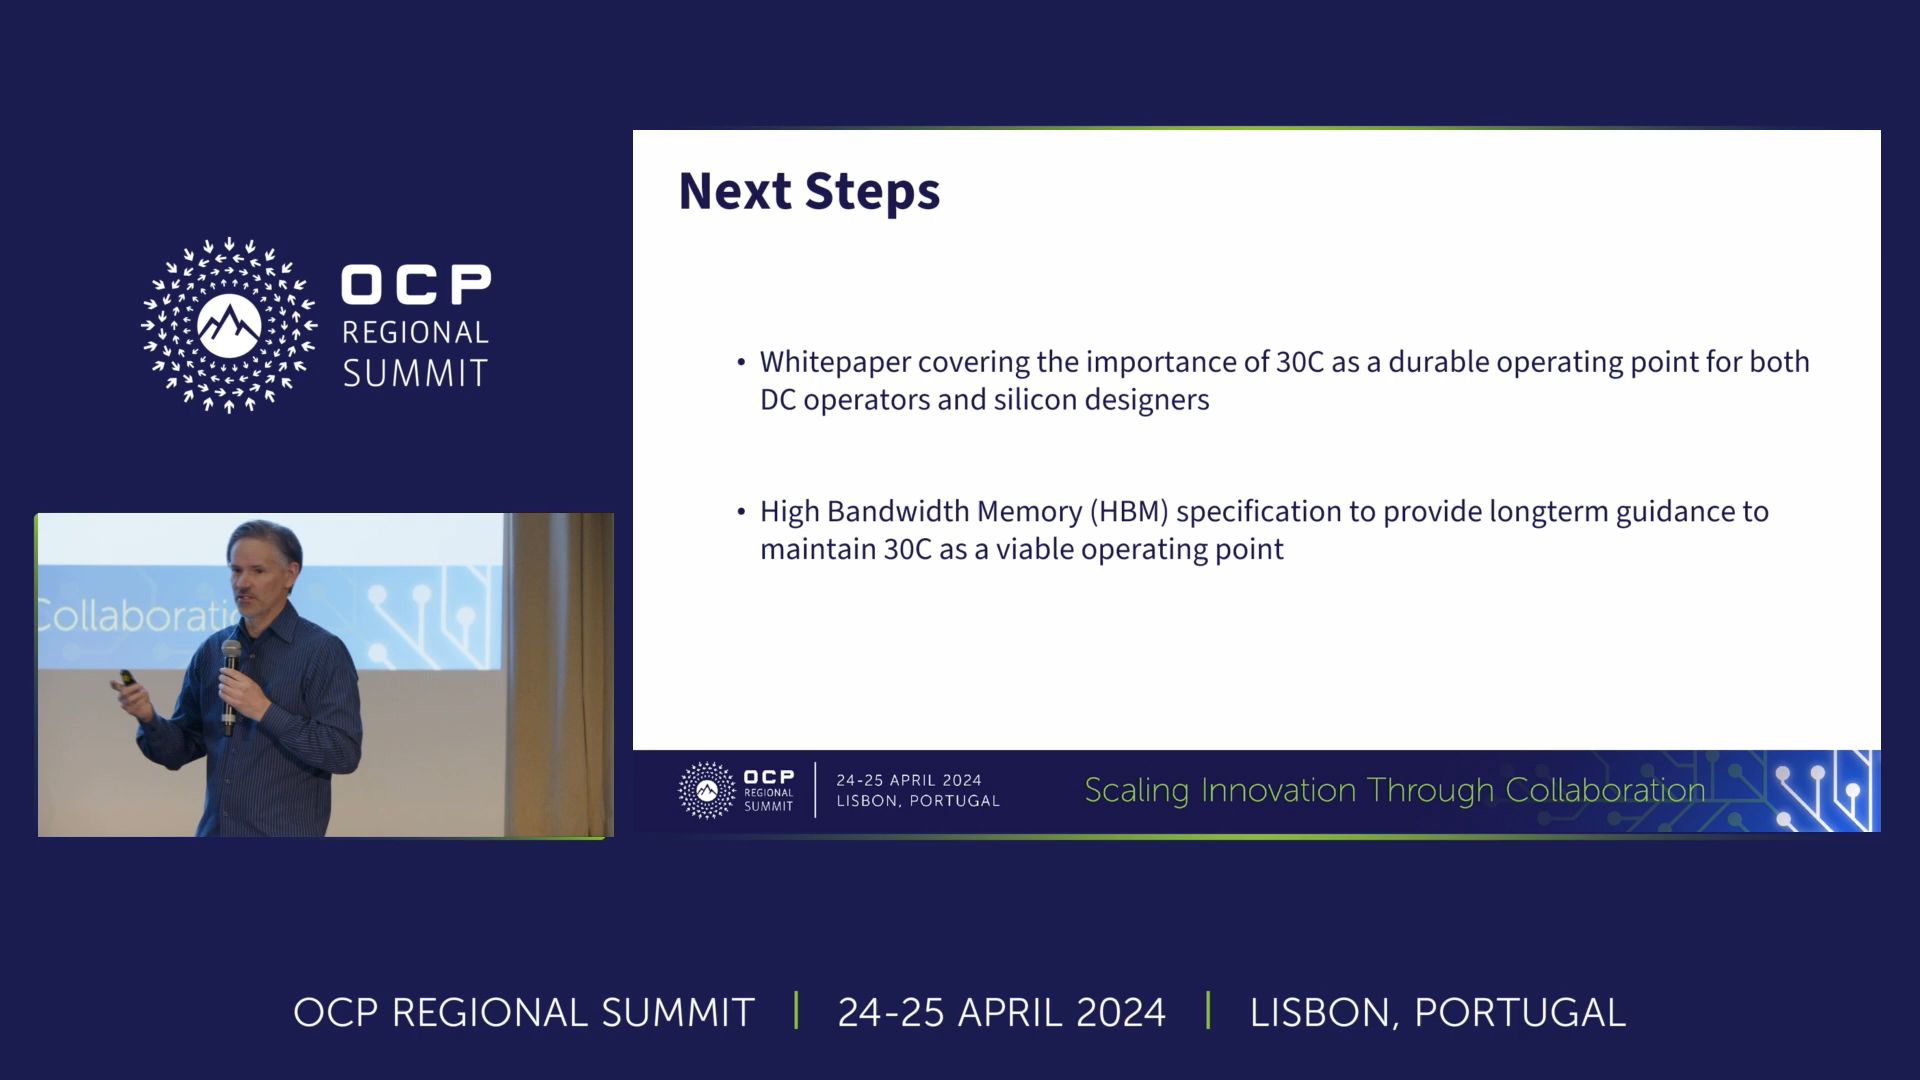 OCP
REGIONAL
SUMMIT
Next Steps
• Whitepaper covering the importance of 30C as a durable operating point for both
DC operators and silicon designers
• High Bandwidth Memory (HBM) specification to provide longterm guidance to
maintain 30C as a viable operating point
Collaboratio
OCP
REGIONAL
SUMMIT
24-25 APRIL 2024
LISBON, PORTUGAL
Scaling Innovation Through Collaboration
OCP REGIONAL SUMMIT | 24-25 APRIL 2024 | LISBON, PORTUGAL